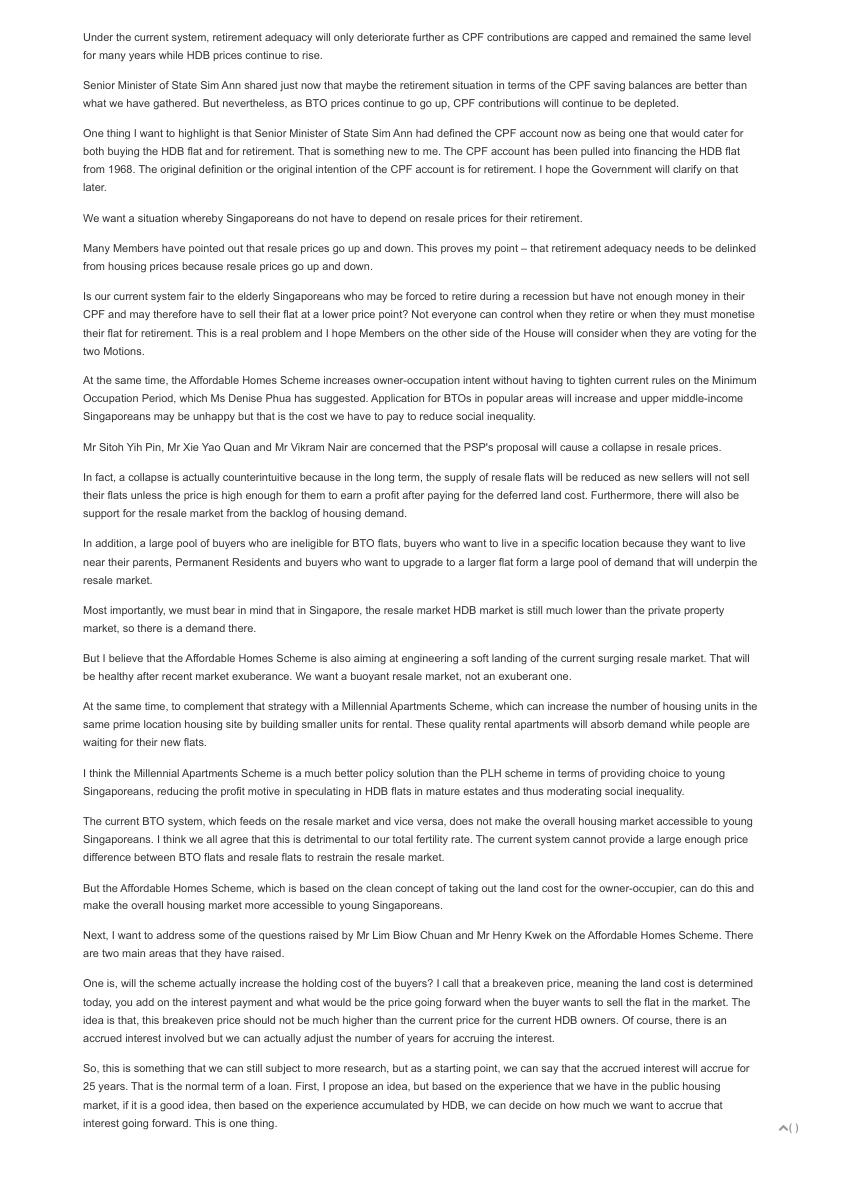 Under the current system, retirement adequacy will only deteriorate further as CPF contributions are capped and remained the same level
for many years while HDB prices continue to rise.
Senior Minister of State Sim Ann shared just now that maybe the retirement situation in terms of the CPF saving balances are better than
what we have gathered. But nevertheless, as BTO prices continue to go up, CPF contributions will continue to be depleted.
One thing I want to highlight is that Senior Minister of State Sim Ann had defined the CPF account now as being one that would cater for
both buying the HDB flat and for retirement. That is something new to me. The CPF account has been pulled into financing the HDB flat
from 1968. The original definition or the original intention of the CPF account is for retirement. I hope the Government will clarify on that
later.
We want a situation whereby Singaporeans do not have to depend on resale prices for their retirement.
Many Members have pointed out that resale prices go up and down. This proves my point – that retirement adequacy needs to be delinked
from housing prices because resale prices go up and down.
Is our current system fair to the elderly Singaporeans who may be forced to retire during a recession but have not enough money in their
CPF and may therefore have to sell their flat at a lower price point? Not everyone can control when they retire or when they must monetise
their flat for retirement. This is a real problem and I hope Members on the other side of the House will consider when they are voting for the
two Motions.
At the same time, the Affordable Homes Scheme increases owner-occupation intent without having to tighten current rules on the Minimum
Occupation Period, which Ms Denise Phua has suggested. Application for BTOs in popular areas will increase and upper middle-income
Singaporeans may be unhappy but that is the cost we have to pay to reduce social inequality.
Mr Sitoh Yih Pin, Mr Xie Yao Quan and Mr Vikram Nair are concerned that the PSP's proposal will cause a collapse in resale prices.
In fact, a collapse is actually counterintuitive because in the long term, the supply of resale flats will be reduced as new sellers will not sell
their flats unless the price is high enough for them to earn a profit after paying for the deferred land cost. Furthermore, there will also be
support for the resale market from the backlog of housing demand.
In addition, a large pool of buyers who are ineligible for BTO flats, buyers who want to live in a specific location because they want to live
near their parents, Permanent Residents and buyers who want to upgrade to a larger flat form a large pool of demand that will underpin the
resale market.
Most importantly, we must bear in mind that in Singapore, the resale market HDB market is still much lower than the private property
market, so there is a demand there.
But I believe that the Affordable Homes Scheme is also aiming at engineering a soft landing of the current surging resale market. That will
be healthy after recent market exuberance. We want a buoyant resale market, not an exuberant one.
At the same time, to complement that strategy with a Millennial Apartments Scheme, which can increase the number of housing units in the
same prime location housing site by building smaller units for rental. These quality rental apartments will absorb demand while people are
waiting for their new flats.
I think the Millennial Apartments Scheme is a much better policy solution than the PLH scheme in terms of providing choice to young
Singaporeans, reducing the profit motive in speculating in HDB flats in mature estates and thus moderating social inequality.
The current BTO system, which feeds on the resale market and vice versa, does not make the overall housing market accessible to young
Singaporeans. I think we all agree that this is detrimental to our total fertility rate. The current system cannot provide a large enough price
difference between BTO flats and resale flats to restrain the resale market.
But the Affordable Homes Scheme, which is based on the clean concept of taking out the land cost for the owner-occupier, can do this and
make the overall housing market more accessible to young Singaporeans.
Next, I want to address some of the questions raised by Mr Lim Biow Chuan and Mr Henry Kwek on the Affordable Homes Scheme. There
are two main areas that they have raised.
One is, will the scheme actually increase the holding cost of the buyers? I call that a breakeven price, meaning the land cost is determined
today, you add on the interest payment and what would be the price going forward when the buyer wants to sell the flat in the market. The
idea is that, this breakeven price should not be much higher than the current price for the current HDB owners. Of course, there is an
accrued interest involved but we can actually adjust the number of years for accruing the interest.
So, this is something that we can still subject to more research, but as a starting point, we can say that the accrued interest will accrue for
25 years. That is the normal term of a loan. First, I propose an idea, but based on the experience that we have in the public housing
market, if it is a good idea, then based on the experience accumulated by HDB, we can decide on how much we want to accrue that
interest going forward. This is one thing.
( )